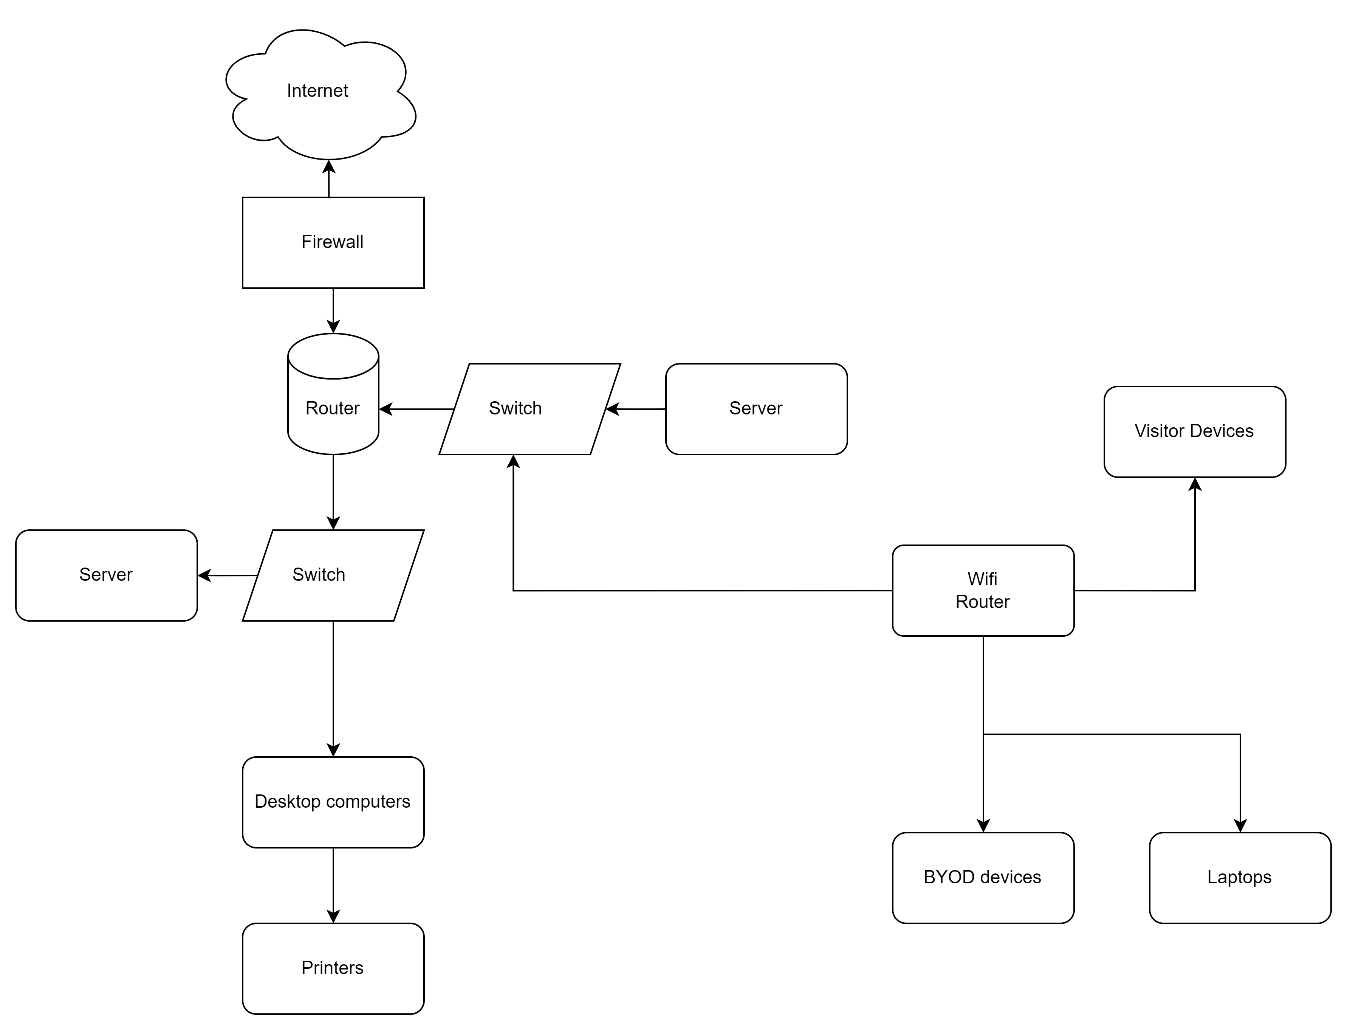 Internet
Firewall
Router
Switch
Server
Visitor Devices
Server
Switch
Wifi
Router
Desktop computers
BYOD devices
Laptops
Printers